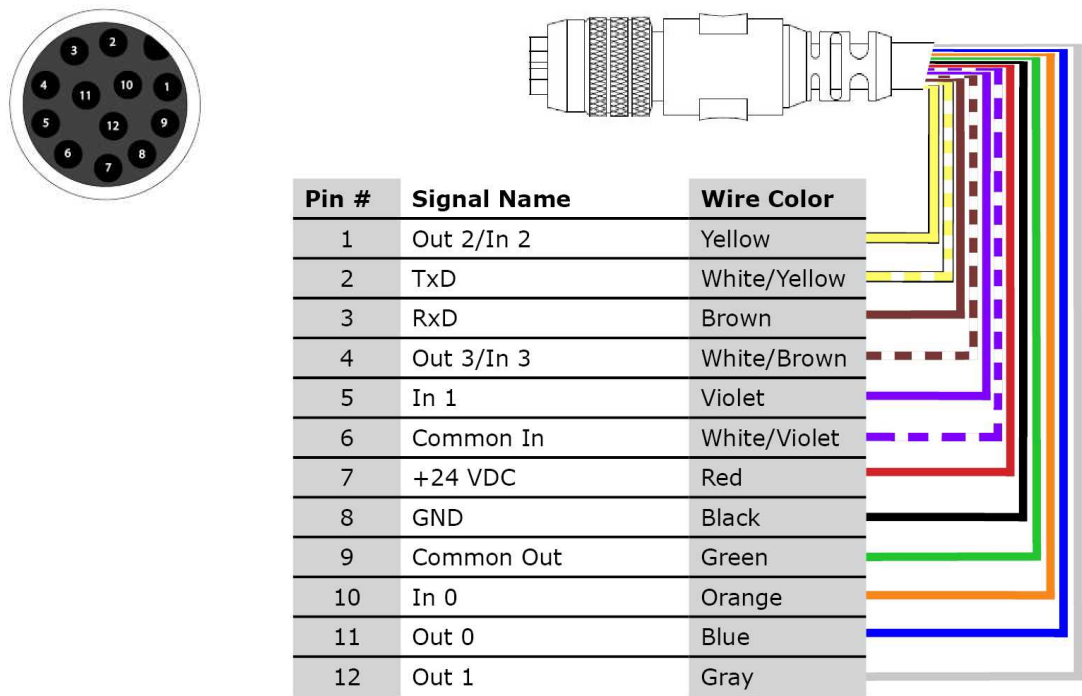 2
3
1
4
10
11
5
12
9
6
8
7
Pin # Signal Name Wire Color
1 Out 2/In 2 Yellow
2 TxD White/Yellow
3 RxD Brown
4 Out 3/In 3 White/Brown
5 In 1 Violet
6 Common In White/Violet
7 +24 VDC Red
8 GND Black
9 Common Out Green
10 In 0 Orange
11 Out 0 Blue
12 Out 1 Gray